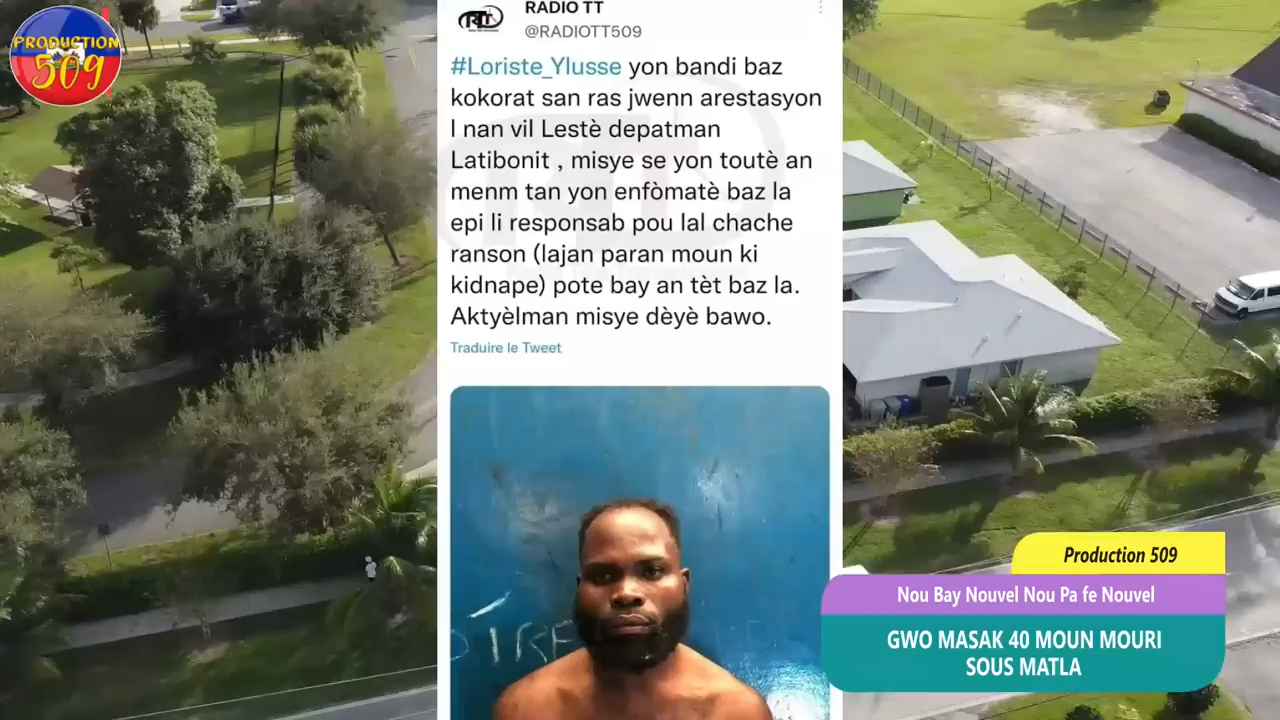 PRODUCTION
509
RADIO TT
@RADIOTT509
#Loriste_Ylusse yon bandi baz
kokorat san ras jwenn arestasyon
l nan vil Lestè depatman
Latibonit , misye se yon toutè an
menm tan yon enfòmatè baz la
epi li responsab pou lal chache
ranson (lajan paran moun ki
kidnape) pote bay an tèt baz la.
Aktyèlman misye dèyè bawo.
Traduire le Tweet
Production 509
Nou Bay Nouvel Nou Pa fe Nouvel
GWO MASAK 40 MOUN MOURI
SOUS MATLA